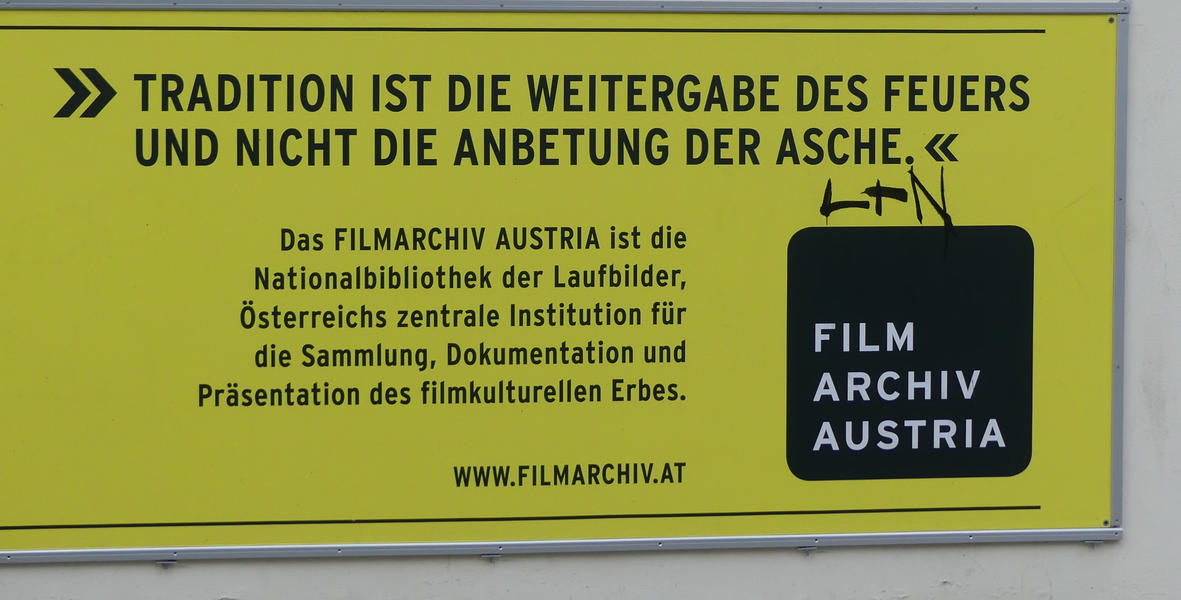 » TRADITION IST DIE WEITERGABE DES FEUERS
UND NICHT DIE ANBETUNG DER ASCHE. «
L+N
Das FILMARCHIV AUSTRIA ist die
Nationalbibliothek der Laufbilder,
Österreichs zentrale Institution für
die Sammlung, Dokumentation und
Präsentation des filmkulturellen Erbes.
WWW.FILMARCHIV.AT
FILM
ARCHIV
AUSTRIA